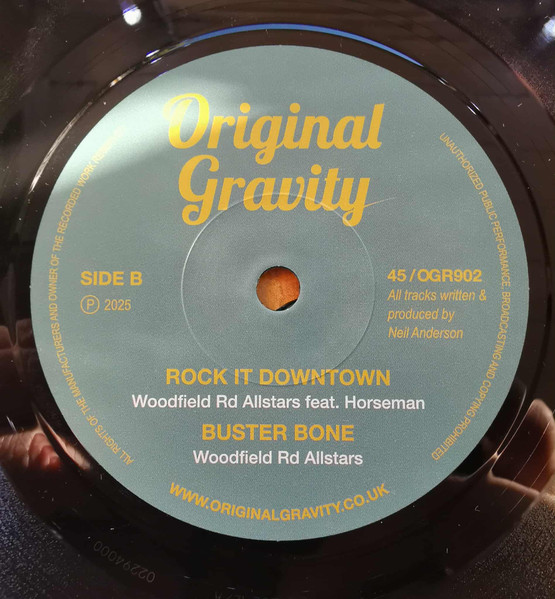 Original
Gravity
SIDE B
Ⓟ 2025
45 / OGR902
All tracks written &
produced by
Neil Anderson
ROCK IT DOWNTOWN
Woodfield Rd Allstars feat. Horseman
BUSTER BONE
Woodfield Rd Allstars
WWW.ORIGINALGRAVITY.CO.UK
ALL RIGHTS OF THE MANUFACTURERS AND OWNER OF THE RECORDED WORK
UNAUTHORIZED PUBLIC PERFORMANCE, BROADCASTING AND COPYING PROHIBITED